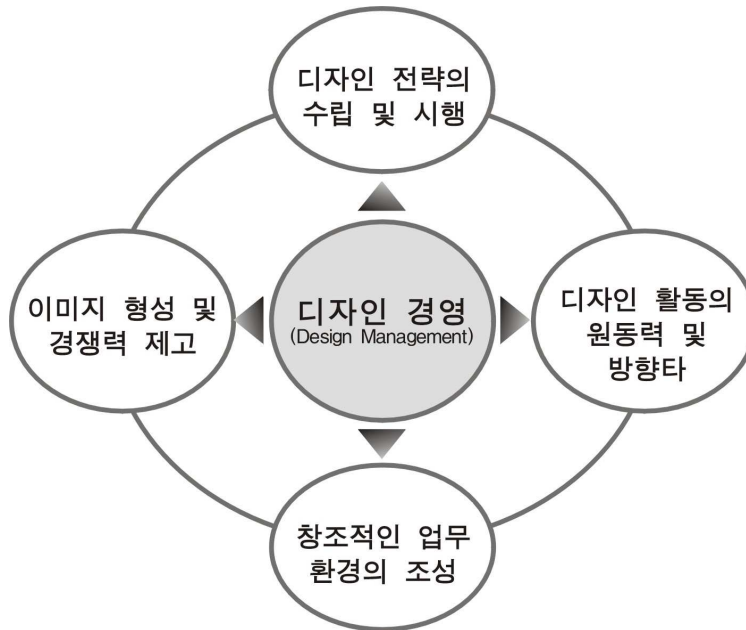 디자인 전략의
수립 및 시행
이미지 형성 및
경쟁력 제고
디자인 경영
(Design Management)
디자인 활동의
원동력 및
방향타
창조적인 업무
환경의 조성